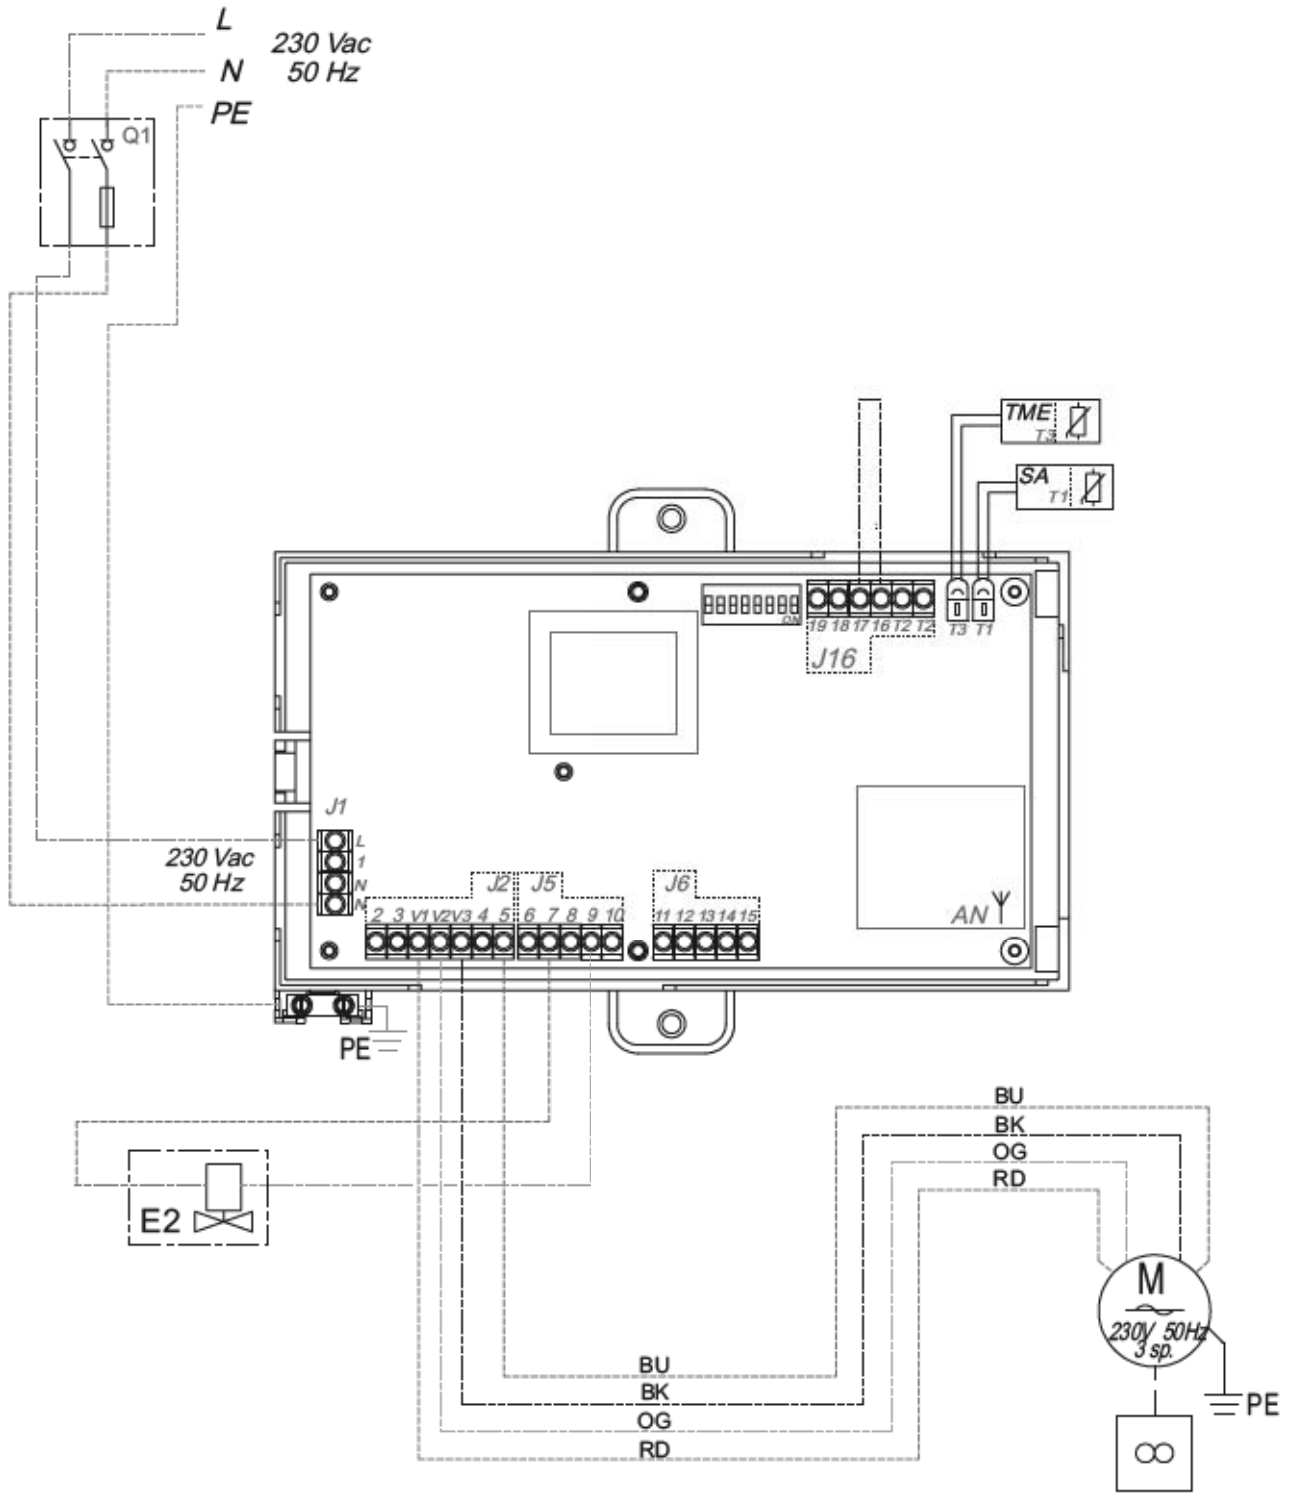 L
230 Vac
N
50 Hz
PE
Q1
TME
T3
SA
T1
ON
19 18 17 16 T2 T2
T3 T1
J16
J1
L
1
N
N
230 Vac
50 Hz
J2 J5 J6
2 3 V1 V2 V3 4 5 6 7 8 9 10 11 12 13 14 15
AN
PE
BU
BK
OG
RD
E2
M
230V 50Hz
3 sp.
BU
BK
OG
RD
PE